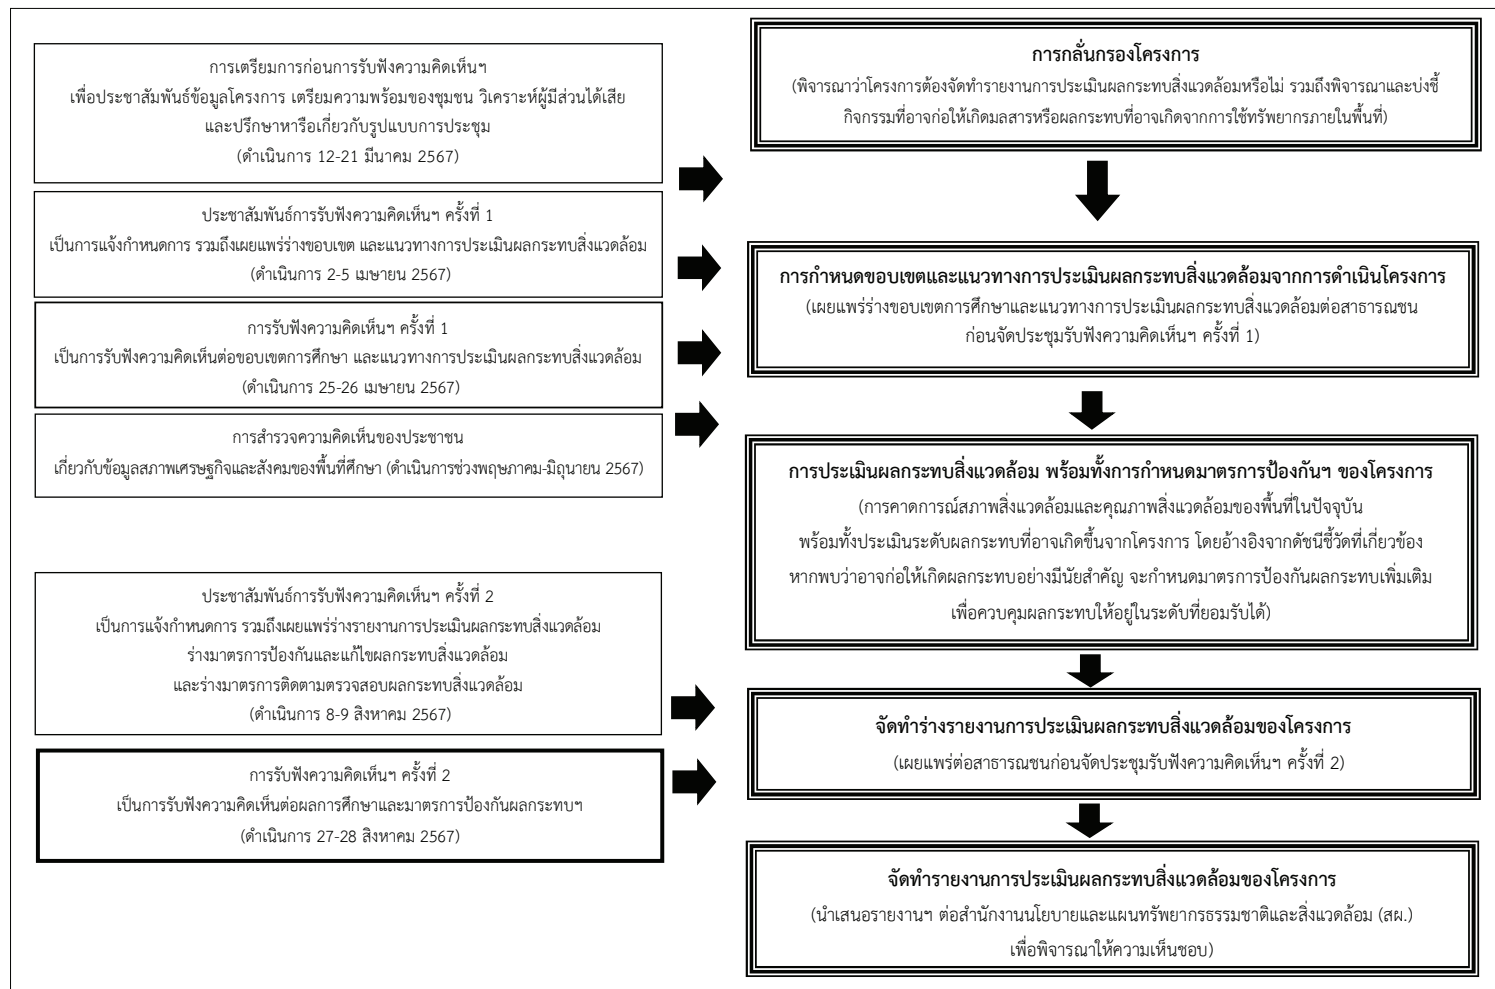 การเตรียมการก่อนการรับฟังความคิดเห็นฯ
เพื่อประชาสัมพันธ์ข้อมูลโครงการ เตรียมความพร้อมของชุมชน วิเคราะห์ผู้มีส่วนได้เสีย
และปรึกษาหารือเกี่ยวกับรูปแบบการประชุม
(ดำเนินการ 12-21 มีนาคม 2567)
ประชาสัมพันธ์การรับฟังความคิดเห็นฯ ครั้งที่ 1
เป็นการแจ้งกำหนดการ รวมถึงเผยแพร่ร่างขอบเขต และแนวทางการประเมินผลกระทบสิ่งแวดล้อม
(ดำเนินการ 2-5 เมษายน 2567)
การรับฟังความคิดเห็นฯ ครั้งที่ 1
เป็นการรับฟังความคิดเห็นต่อขอบเขตการศึกษา และแนวทางการประเมินผลกระทบสิ่งแวดล้อม
(ดำเนินการ 25-26 เมษายน 2567)
การสำรวจความคิดเห็นของประชาชน
เกี่ยวกับข้อมูลสภาพเศรษฐกิจและสังคมของพื้นที่ศึกษา (ดำเนินการช่วงพฤษภาคม-มิถุนายน 2567)
ประชาสัมพันธ์การรับฟังความคิดเห็นฯ ครั้งที่ 2
เป็นการแจ้งกำหนดการ รวมถึงเผยแพร่ร่างรายงานการประเมินผลกระทบสิ่งแวดล้อม
ร่างมาตรการป้องกันและแก้ไขผลกระทบสิ่งแวดล้อม
และร่างมาตรการติดตามตรวจสอบผลกระทบสิ่งแวดล้อม
(ดำเนินการ 8-9 สิงหาคม 2567)
การรับฟังความคิดเห็นฯ ครั้งที่ 2
เป็นการรับฟังความคิดเห็นต่อผลการศึกษาและมาตรการป้องกันผลกระทบฯ
(ดำเนินการ 27-28 สิงหาคม 2567)
การกลั่นกรองโครงการ
(พิจารณาว่าโครงการต้องจัดทำรายงานการประเมินผลกระทบสิ่งแวดล้อมหรือไม่ รวมถึงพิจารณาและบ่งชี้
กิจกรรมที่อาจก่อให้เกิดมลสารหรือผลกระทบที่อาจเกิดจากการใช้ทรัพยากรภายในพื้นที่)
การกำหนดขอบเขตและแนวทางการประเมินผลกระทบสิ่งแวดล้อมจากการดำเนินโครงการ
(เผยแพร่ร่างขอบเขตการศึกษาและแนวทางการประเมินผลกระทบสิ่งแวดล้อมต่อสาธารณชน
ก่อนจัดประชุมรับฟังความคิดเห็นฯ ครั้งที่ 1)
การประเมินผลกระทบสิ่งแวดล้อม พร้อมทั้งการกำหนดมาตรการป้องกันฯ ของโครงการ
(การคาดการณ์สภาพสิ่งแวดล้อมและคุณภาพสิ่งแวดล้อมของพื้นที่ในปัจจุบัน
พร้อมทั้งประเมินระดับผลกระทบที่อาจเกิดขึ้นจากโครงการ โดยอ้างอิงจากดัชนีชี้วัดที่เกี่ยวข้อง
หากพบว่าอาจก่อให้เกิดผลกระทบอย่างมีนัยสำคัญ จะกำหนดมาตรการป้องกันผลกระทบเพิ่มเติม
เพื่อควบคุมผลกระทบให้อยู่ในระดับที่ยอมรับได้)
จัดทำร่างรายงานการประเมินผลกระทบสิ่งแวดล้อมของโครงการ
(เผยแพร่ต่อสาธารณชนก่อนจัดประชุมรับฟังความคิดเห็นฯ ครั้งที่ 2)
จัดทำรายงานการประเมินผลกระทบสิ่งแวดล้อมของโครงการ
(นำเสนอรายงานฯ ต่อสำนักงานนโยบายและแผนทรัพยากรธรรมชาติและสิ่งแวดล้อม (สผ.)
เพื่อพิจารณาให้ความเห็นชอบ)